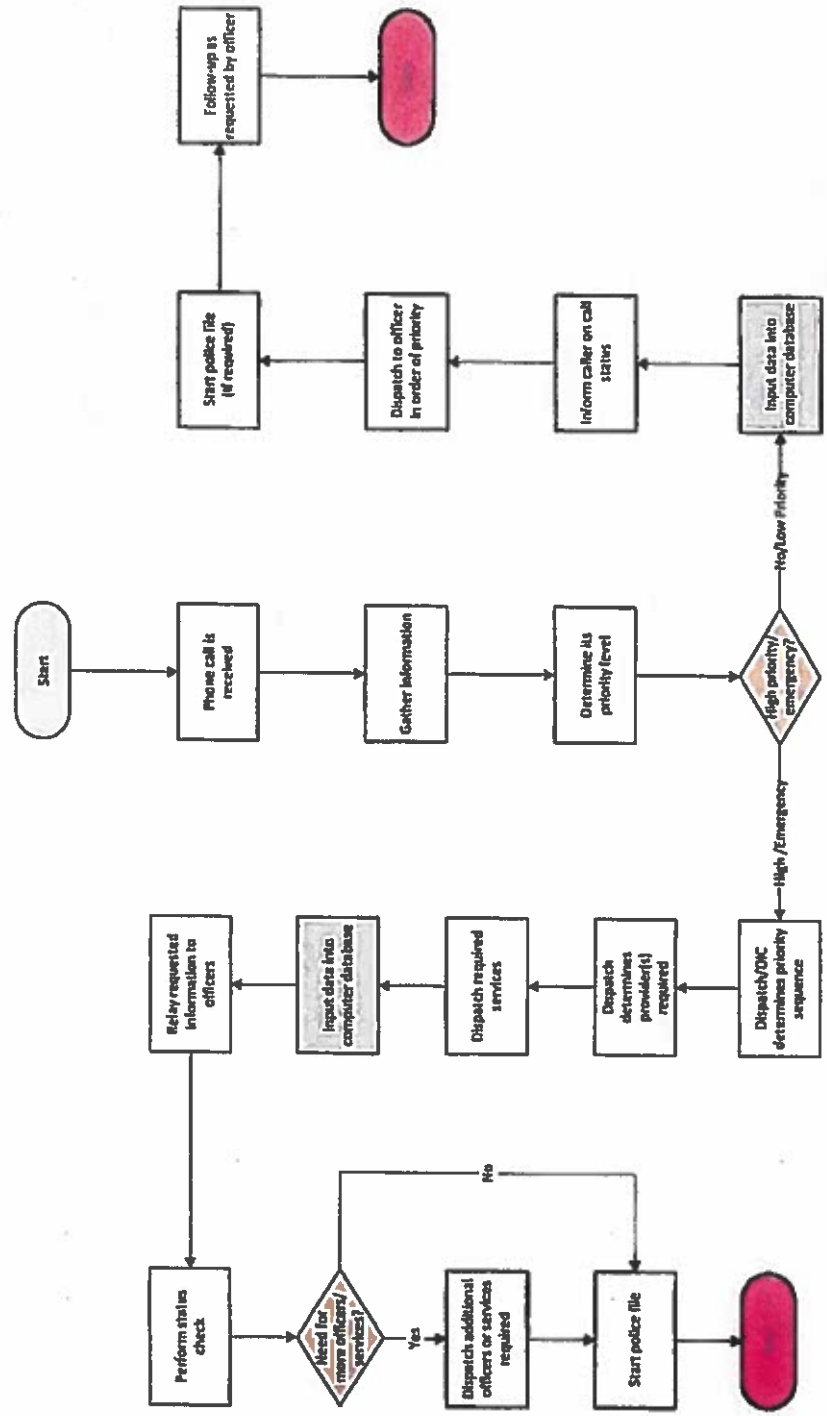 Start
Phone call is
received
Gather information
Determine its
priority level
High priority/
emergency?
High /Emergency
No/Low Priority
Dispatch/OIC
determines priority
sequence
Dispatch
determines
provider(s)
required
Dispatch required
services
Input data into
computer database
Relay requested
information to
officers
Perform status
check
Need for
more officers/
services?
Yes
No
Dispatch additional
officers or services
required
Start police file
Input data into
computer database
Inform caller on call
status
Dispatch to officer
in order of priority
Start police file
(if required)
Follow-up as
requested by officer